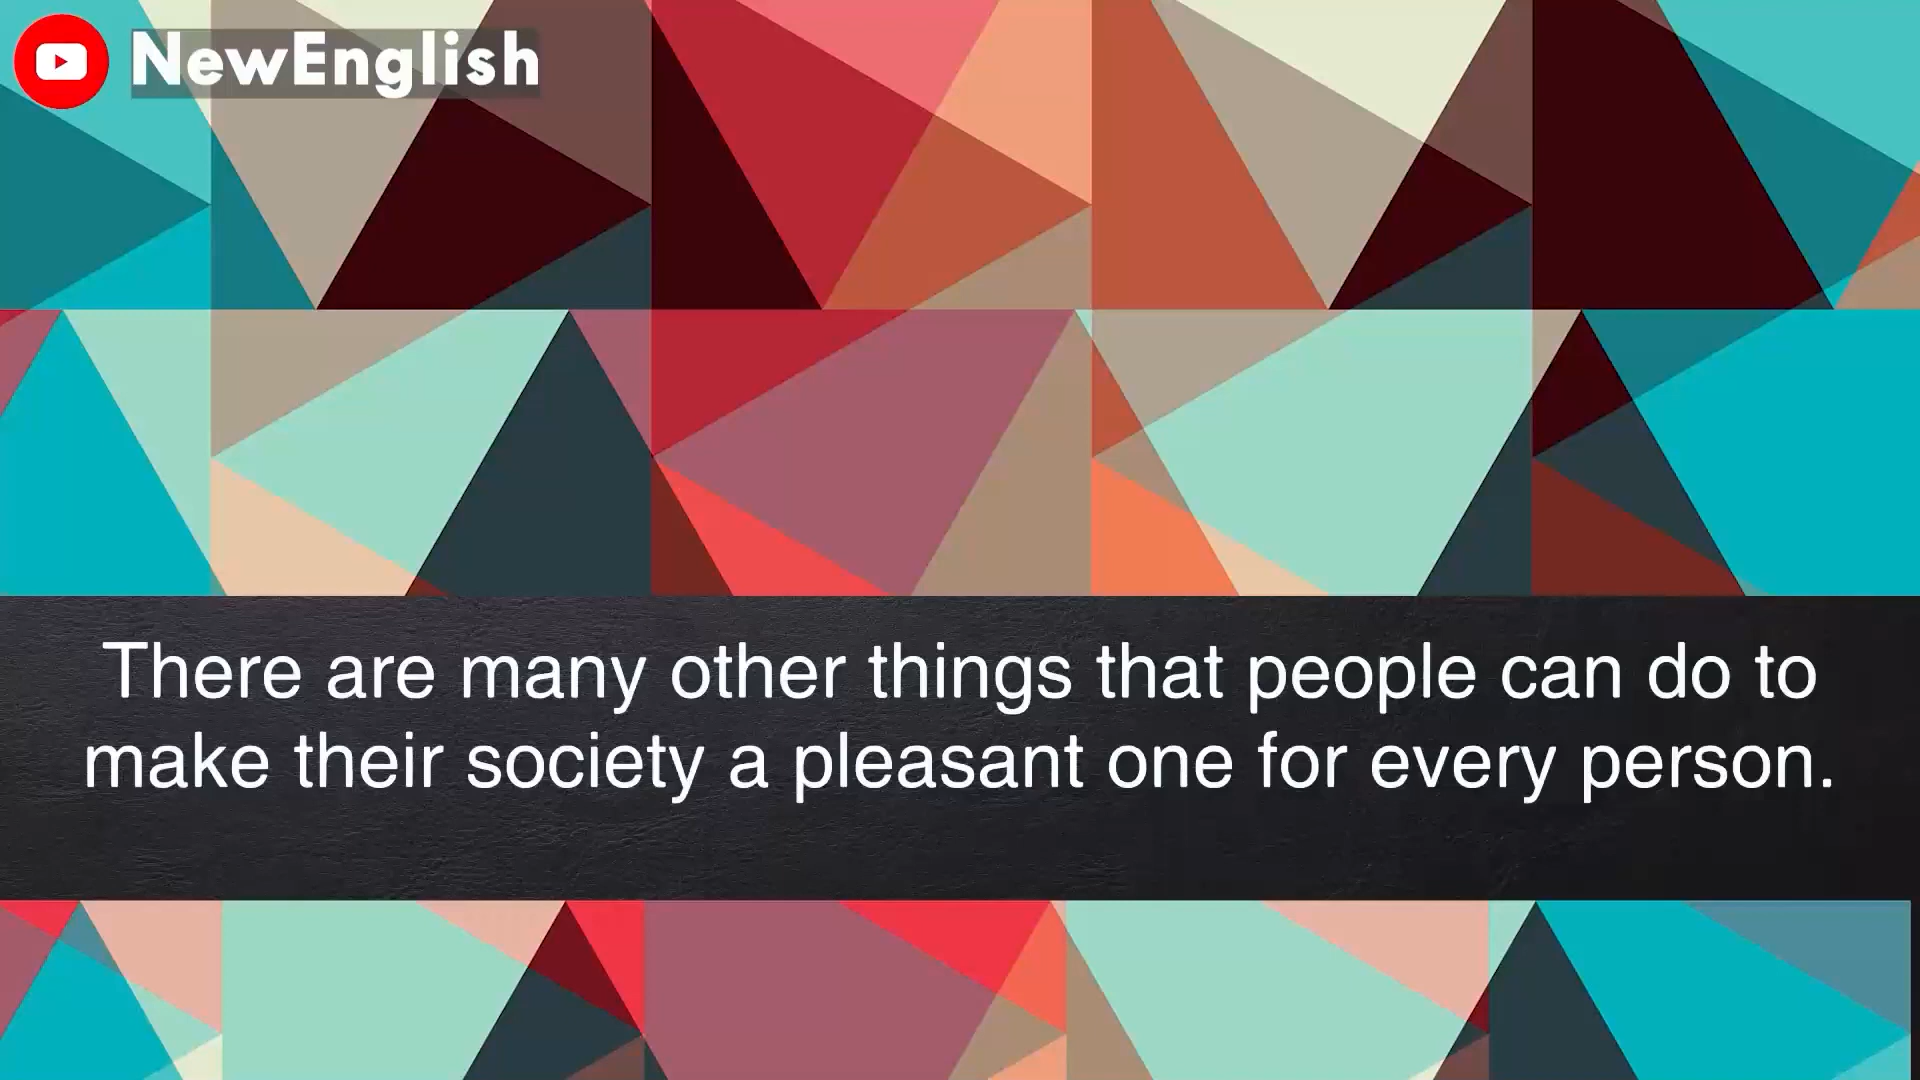 NewEnglish
There are many other things that people can do to
make their society a pleasant one for every person.